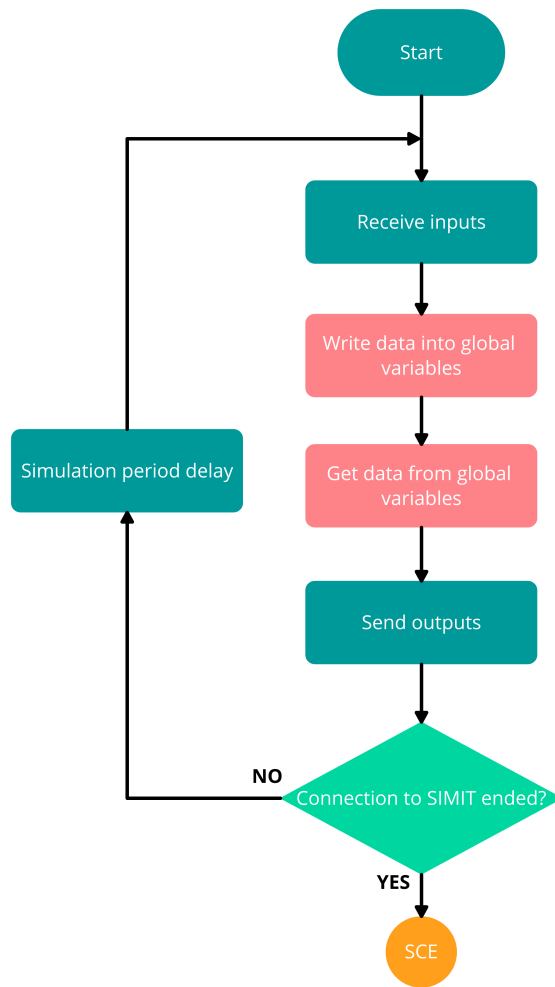 Start
Receive inputs
Write data into global
variables
Simulation period delay
Get data from global
variables
Send outputs
NO
Connection to SIMIT ended?
YES
SCE